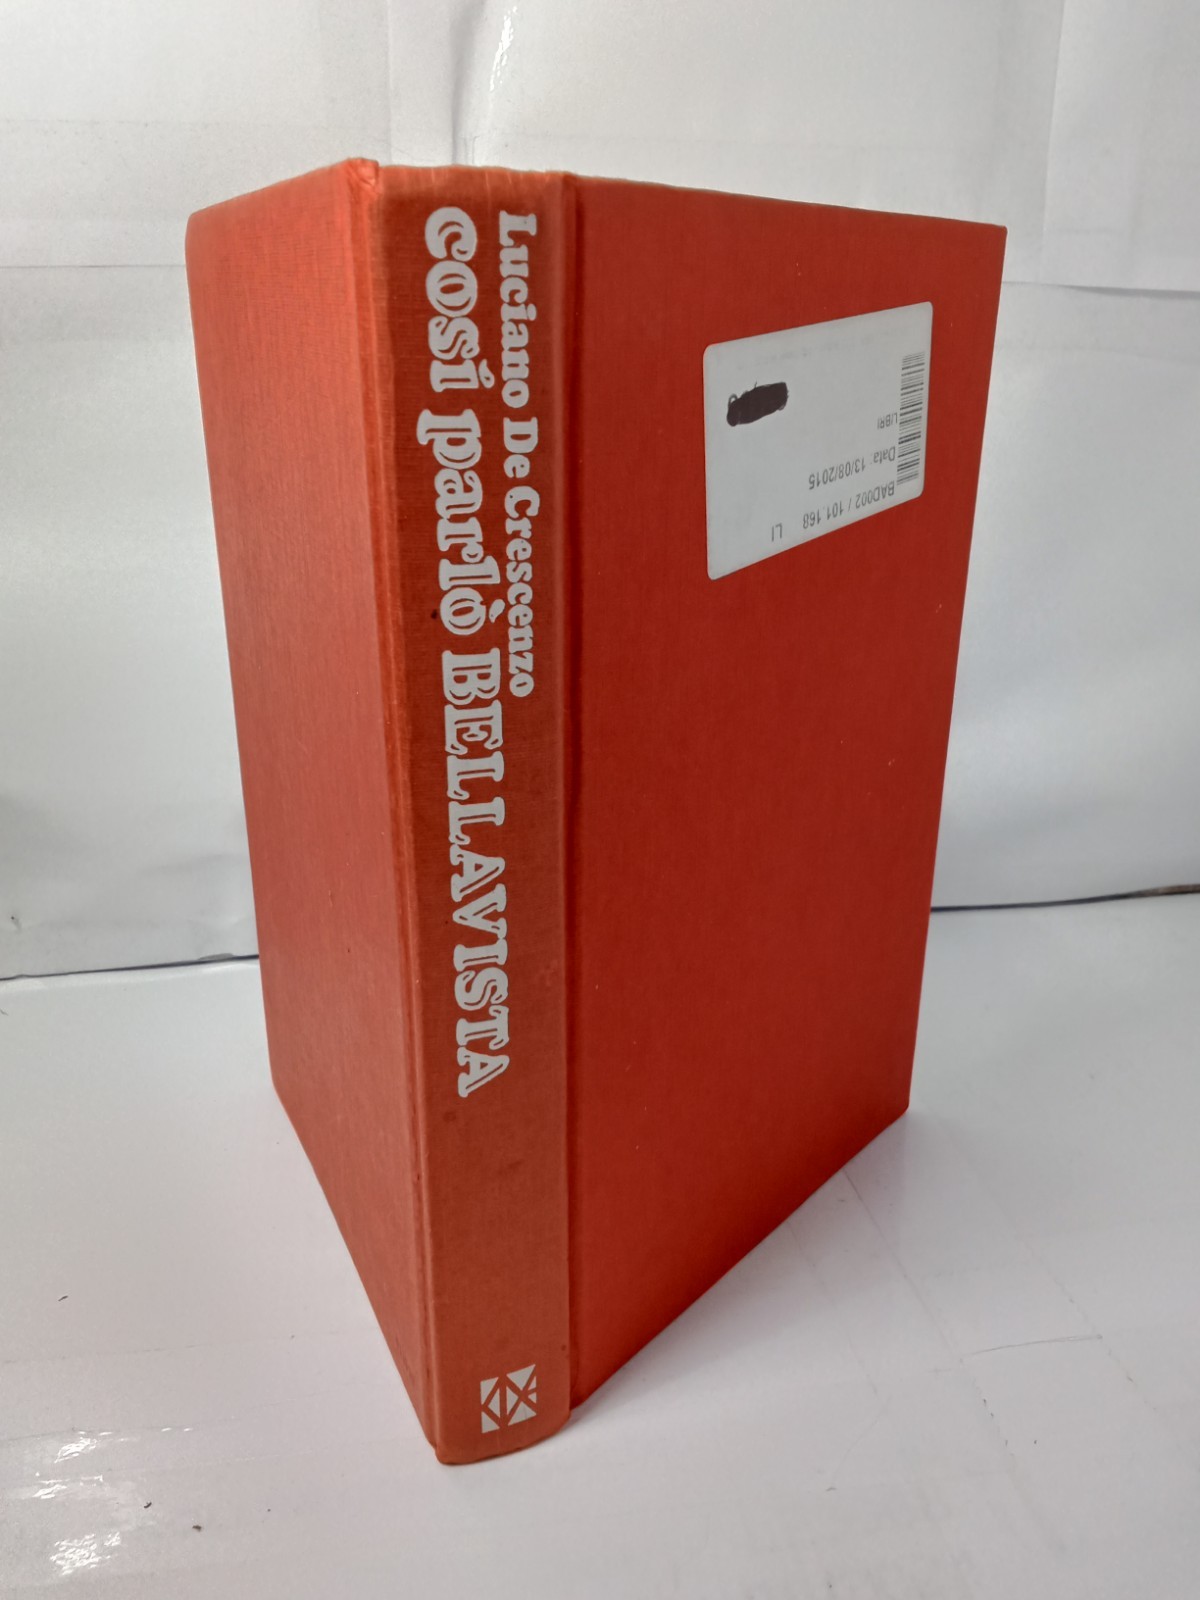 Luciano De Crescenzo
così parlò BELLAVISTA
BAD002 / 101.168 LI
Data 13/08/2015
LIBRI